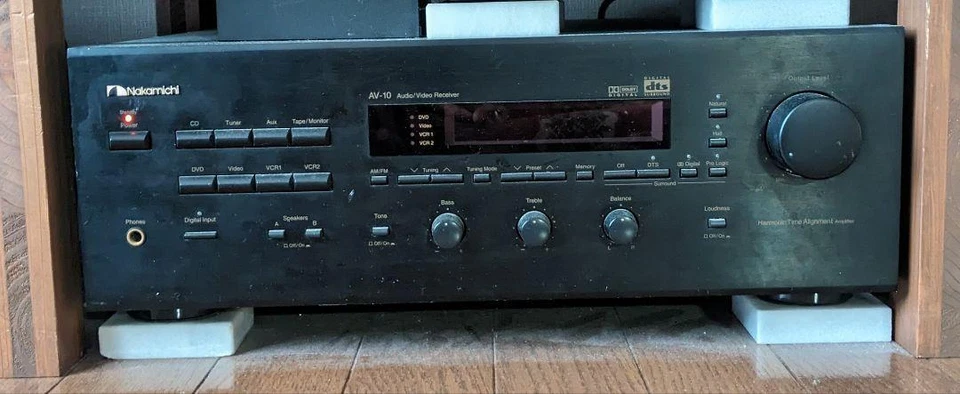 Nakamichi
AV-10 Audio/Video Receiver
DOLBY
DIGITAL
DIGITAL
dts
SURROUND
Output Level
Standby
Power
CD Tuner Aux Tape/Monitor
DVD
Video
VCR 1
VCR 2
Natural
Hall
DVD Video VCR1 VCR2
AM/FM Tuning Tuning Mode Preset Memory Off DTS Digital Pro Logic
Surround
Phones Digital Input Speakers
A B
Off/On
Tone
Off/On
Bass Treble Balance
Loudness
Off/On
Harmonic Time Alignment Amplifier